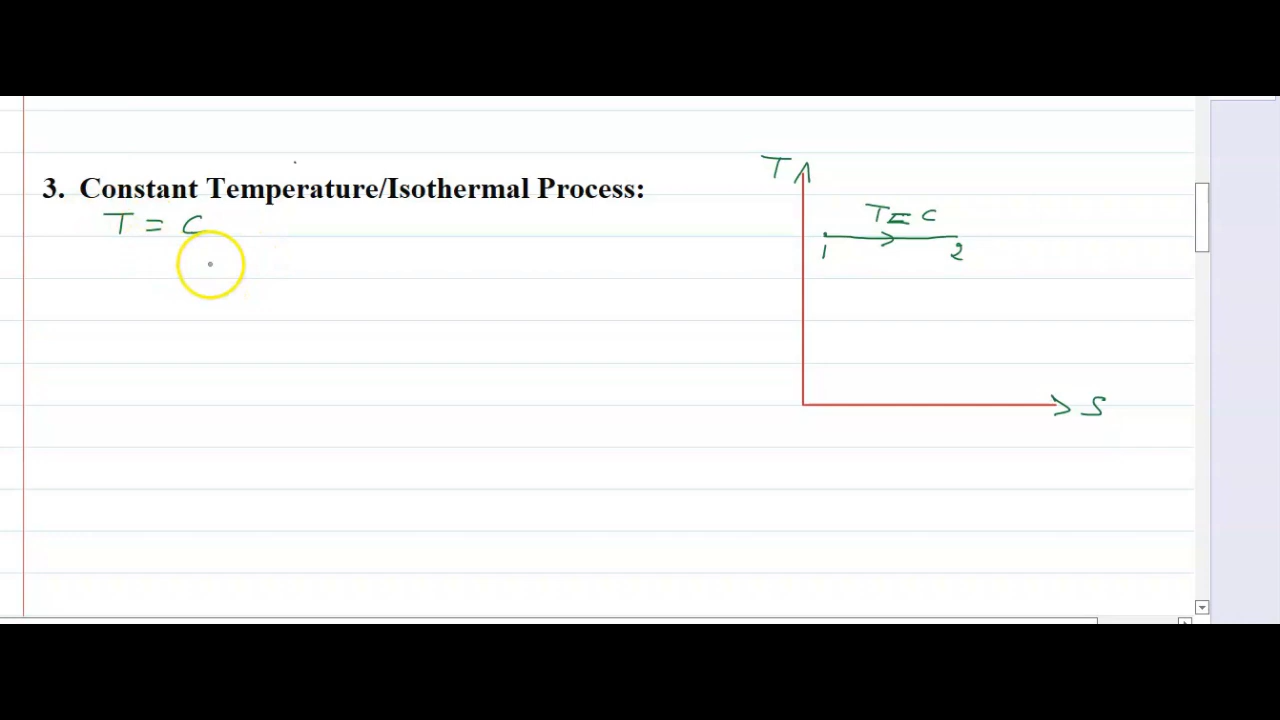 3. Constant Temperature/Isothermal Process:
T = C
T
T = C
1
2
S